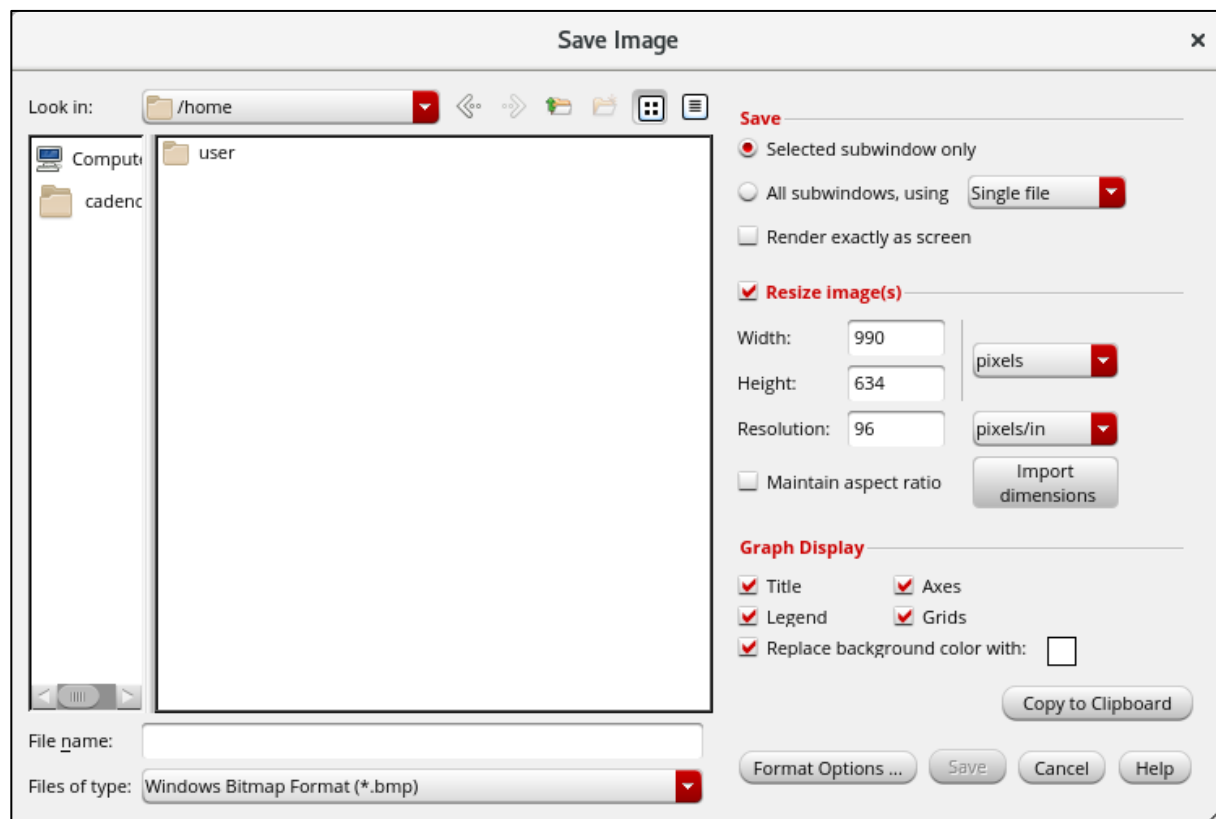 Save Image
Look in:
/home
Comput
cadenc
user
Save
Selected subwindow only
All subwindows, using
Single file
Render exactly as screen
Resize image(s)
Width:
990
pixels
Height:
634
Resolution:
96
pixels/in
Maintain aspect ratio
Import
dimensions
Graph Display
Title
Axes
Legend
Grids
Replace background color with:
Copy to Clipboard
File name:
Files of type:
Windows Bitmap Format (*.bmp)
Format Options ...
Save
Cancel
Help